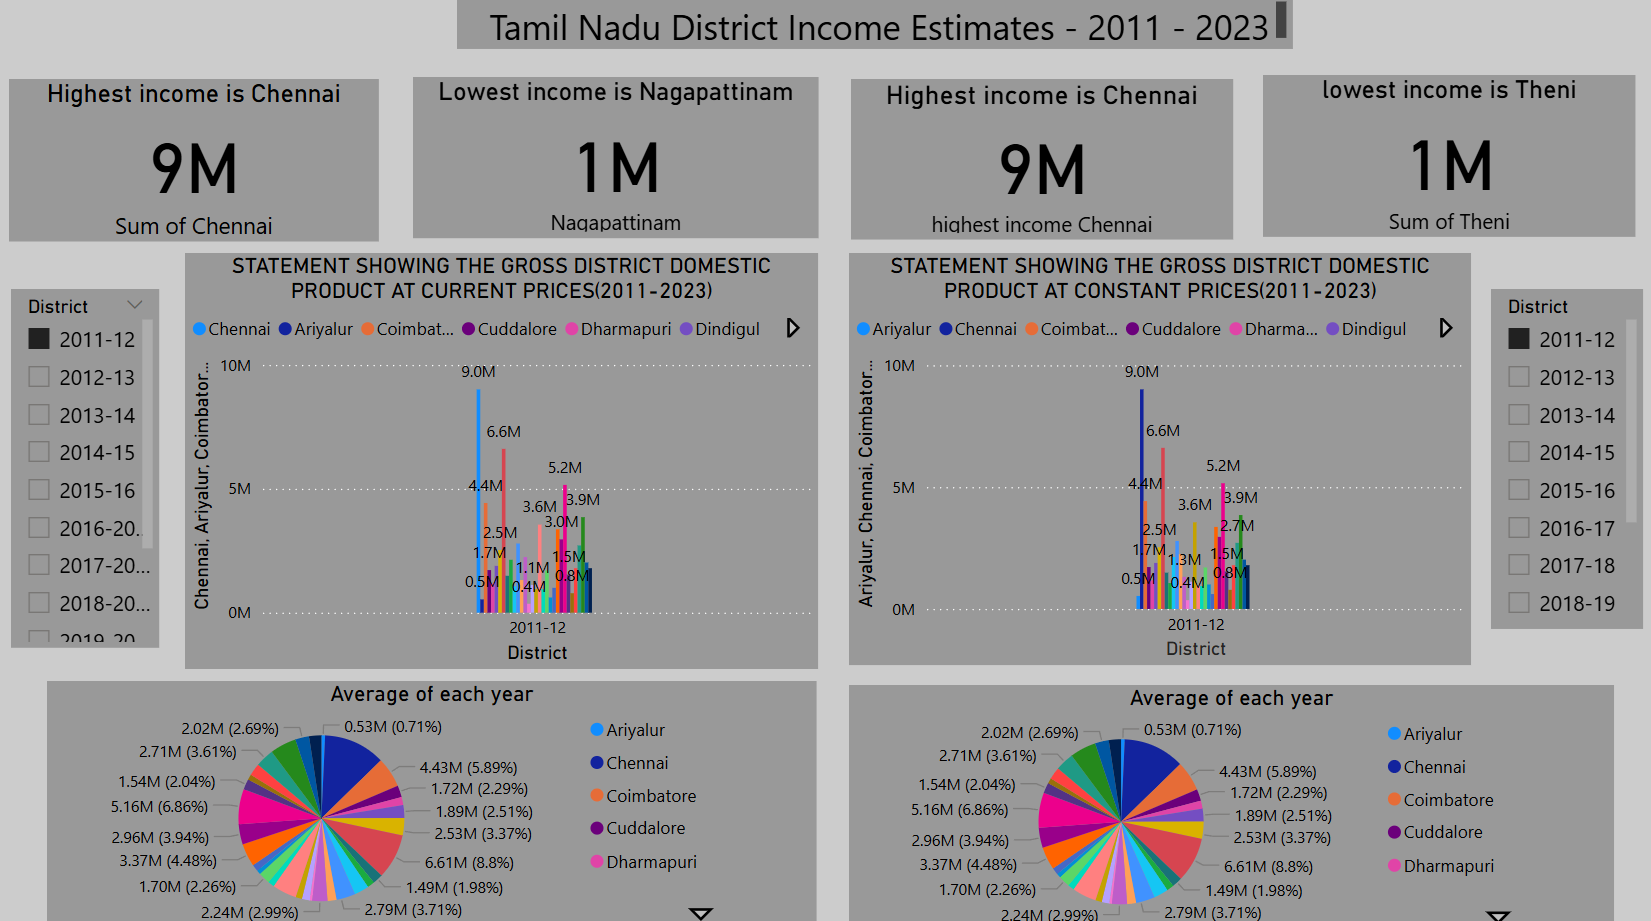 Tamil Nadu District Income Estimates - 2011 - 2023
Highest income is Chennai
9M
Sum of Chennai
Lowest income is Nagapattinam
1M
Nagapattinam
Highest income is Chennai
9M
highest income Chennai
lowest income is Theni
1M
Sum of Theni
District
2011-12
2012-13
2013-14
2014-15
2015-16
2016-20...
2017-20...
2018-20...
2019-20
STATEMENT SHOWING THE GROSS DISTRICT DOMESTIC
PRODUCT AT CURRENT PRICES(2011-2023)
Chennai Ariyalur Coimbat... Cuddalore Dharmapuri Dindigul
Chennai, Ariyalur, Coimbator...
10M
5M
0M
9.0M
6.6M
5.2M
4.4M
3.9M
3.6M
3.0M
2.5M
1.7M
1.5M
1.1M
0.8M
0.5M
0.4M
2011-12
District
STATEMENT SHOWING THE GROSS DISTRICT DOMESTIC
PRODUCT AT CONSTANT PRICES(2011-2023)
Ariyalur Chennai Coimbat... Cuddalore Dharma... Dindigul
Ariyalur, Chennai, Coimbator...
10M
5M
0M
9.0M
6.6M
5.2M
4.4M
3.9M
3.6M
2.7M
2.5M
1.7M
1.5M
1.3M
0.8M
0.5M
0.4M
2011-12
District
District
2011-12
2012-13
2013-14
2014-15
2015-16
2016-17
2017-18
2018-19
Average of each year
2.02M (2.69%)
0.53M (0.71%)
2.71M (3.61%)
4.43M (5.89%)
1.54M (2.04%)
1.72M (2.29%)
5.16M (6.86%)
1.89M (2.51%)
2.96M (3.94%)
2.53M (3.37%)
3.37M (4.48%)
6.61M (8.8%)
1.70M (2.26%)
1.49M (1.98%)
2.24M (2.99%)
2.79M (3.71%)
Ariyalur
Chennai
Coimbatore
Cuddalore
Dharmapuri
Average of each year
2.02M (2.69%)
0.53M (0.71%)
2.71M (3.61%)
4.43M (5.89%)
1.54M (2.04%)
1.72M (2.29%)
5.16M (6.86%)
1.89M (2.51%)
2.96M (3.94%)
2.53M (3.37%)
3.37M (4.48%)
6.61M (8.8%)
1.70M (2.26%)
1.49M (1.98%)
2.24M (2.99%)
2.79M (3.71%)
Ariyalur
Chennai
Coimbatore
Cuddalore
Dharmapuri